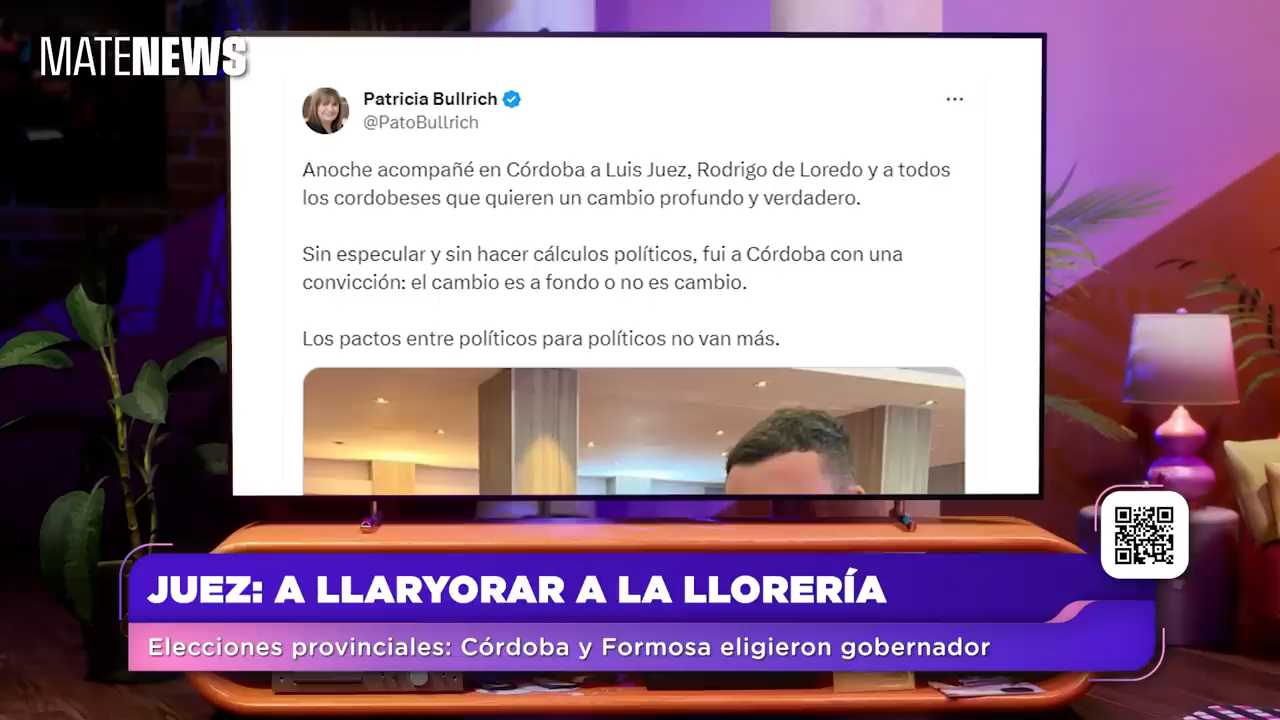 MATENEWS
Patricia Bullrich
@PatoBullrich
Anoche acompañé en Córdoba a Luis Juez, Rodrigo de Loredo y a todos
los cordobeses que quieren un cambio profundo y verdadero.
Sin especular y sin hacer cálculos políticos, fui a Córdoba con una
convicción: el cambio es a fondo o no es cambio.
Los pactos entre políticos para políticos no van más.
JUEZ: A LLARYORAR A LA LLORERÍA
Elecciones provinciales: Córdoba y Formosa eligieron gobernador